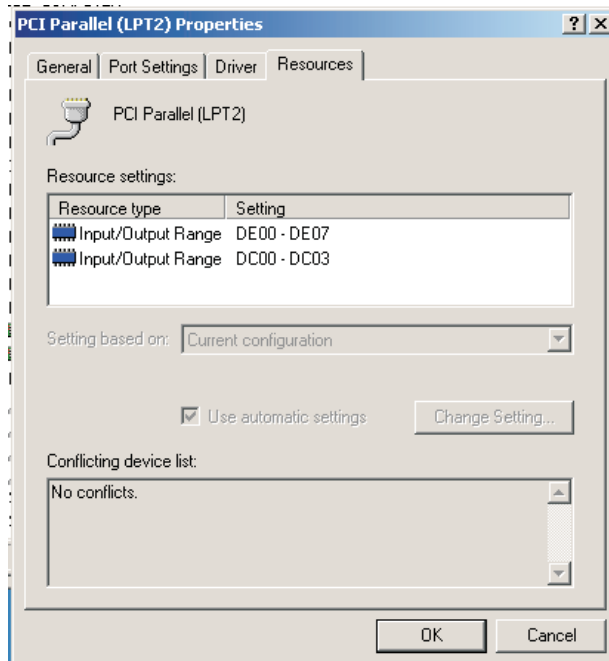 PCI Parallel (LPT2) Properties
General Port Settings Driver Resources
PCI Parallel (LPT2)
Resource settings:
Resource type Setting
Input/Output Range DE00 - DE07
Input/Output Range DC00 - DC03
Setting based on: Current configuration
Use automatic settings Change Setting...
Conflicting device list:
No conflicts.
OK Cancel